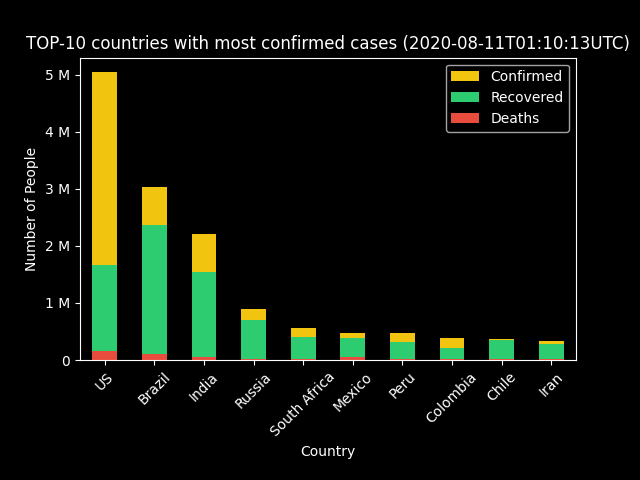 TOP-10 countries with most confirmed cases (2020-08-11T01:10:13UTC)
Confirmed
Recovered
Deaths
Number of People
5 M
4 M
3 M
2 M
1 M
0
US
Brazil
India
Russia
South Africa
Mexico
Peru
Colombia
Chile
Iran
Country